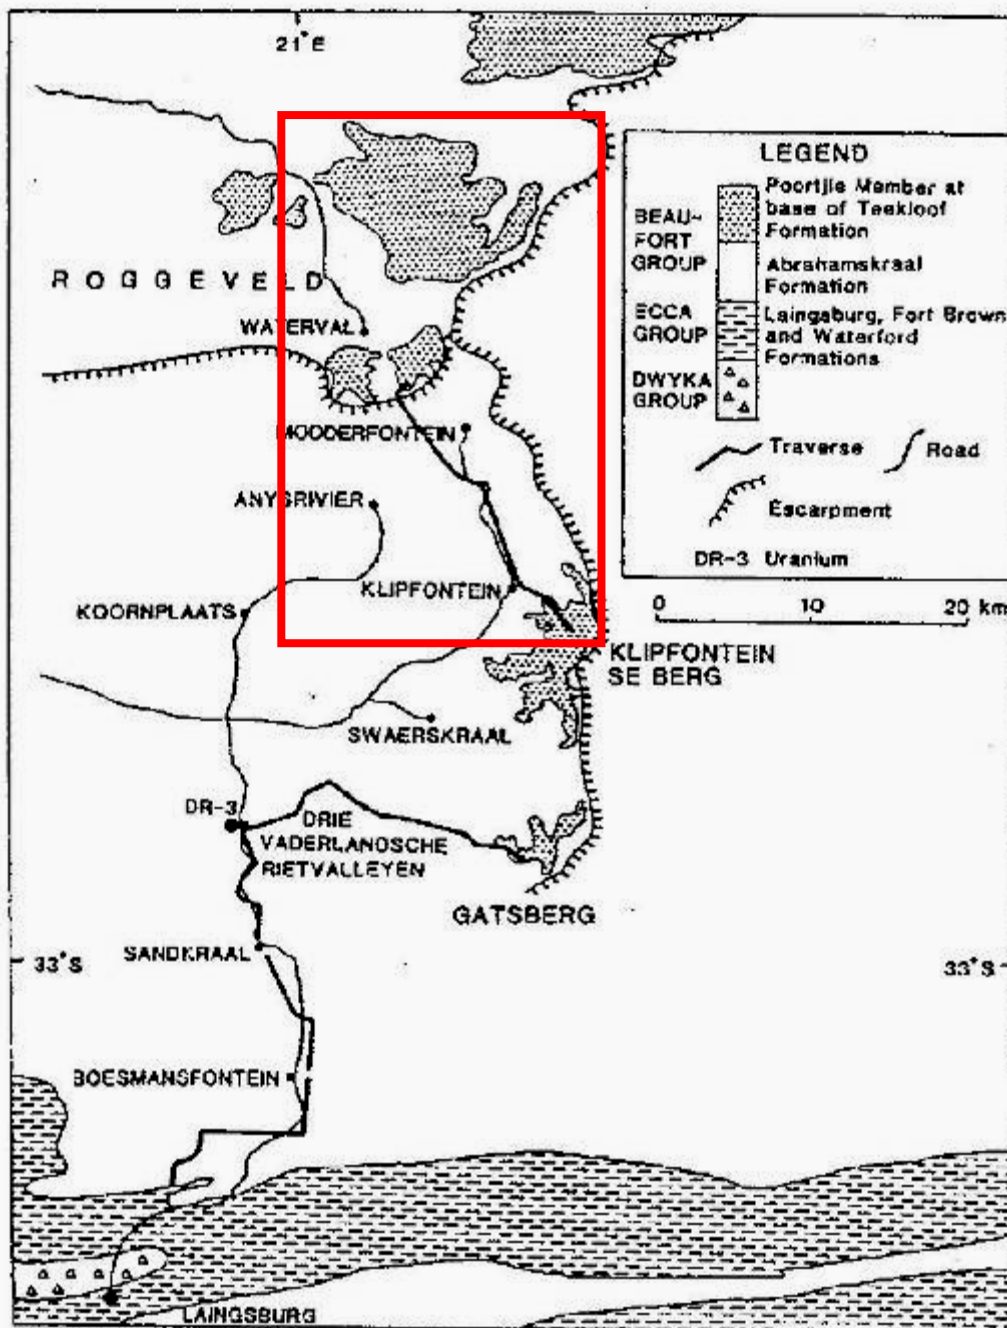 21°E
LEGEND
BEAU-
FORT
GROUP
Poortjie Member at
base of Teekloof
Formation
Abrahamskraal
Formation
ECCA
GROUP
Laingsburg, Fort Brown
and Waterford
Formations
DWYKA
GROUP
Traverse
Road
Escarpment
DR-3 Uranium
0 10 20 km
ROGGEVELD
WATERVAL
MOODERFONTEIN
ANYSRIVIER
KLIPFONTEIN
KOORNPLAATS
KLIPFONTEIN
SE BERG
SWAERSKRAAL
DR-3
DRIE
VADERLANDSCHE
RIETVALLEYEN
GATSBERG
SANDKRAAL
33°S
33°S
BOESMANSFONTEIN
LAINGSBURG